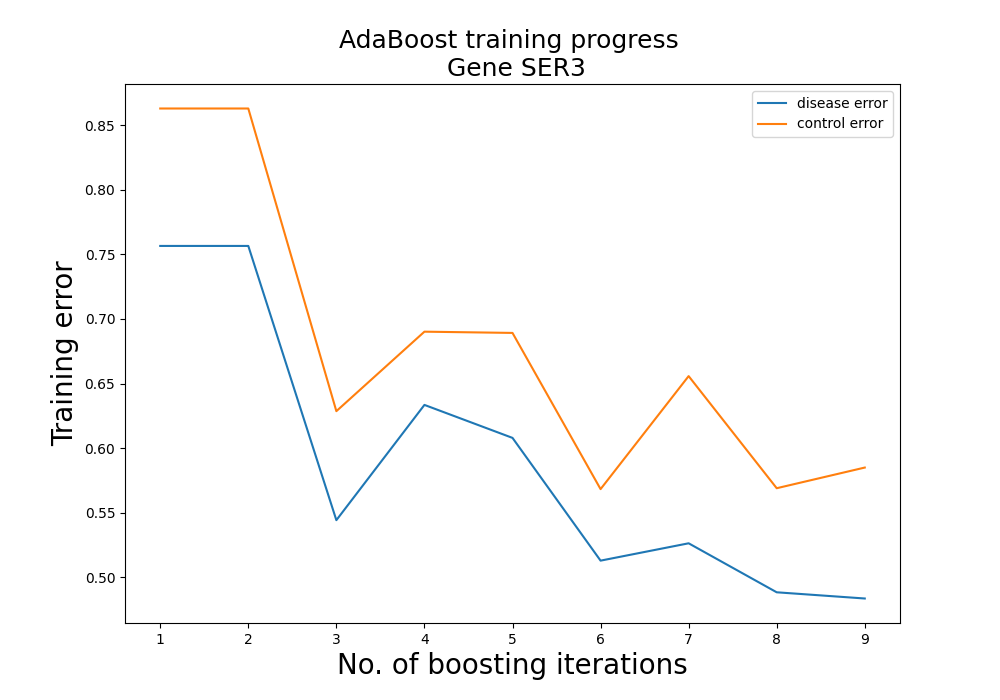 AdaBoost training progress
Gene SER3
disease error
control error
Training error
0.85
0.80
0.75
0.70
0.65
0.60
0.55
0.50
1 2 3 4 5 6 7 8 9
No. of boosting iterations